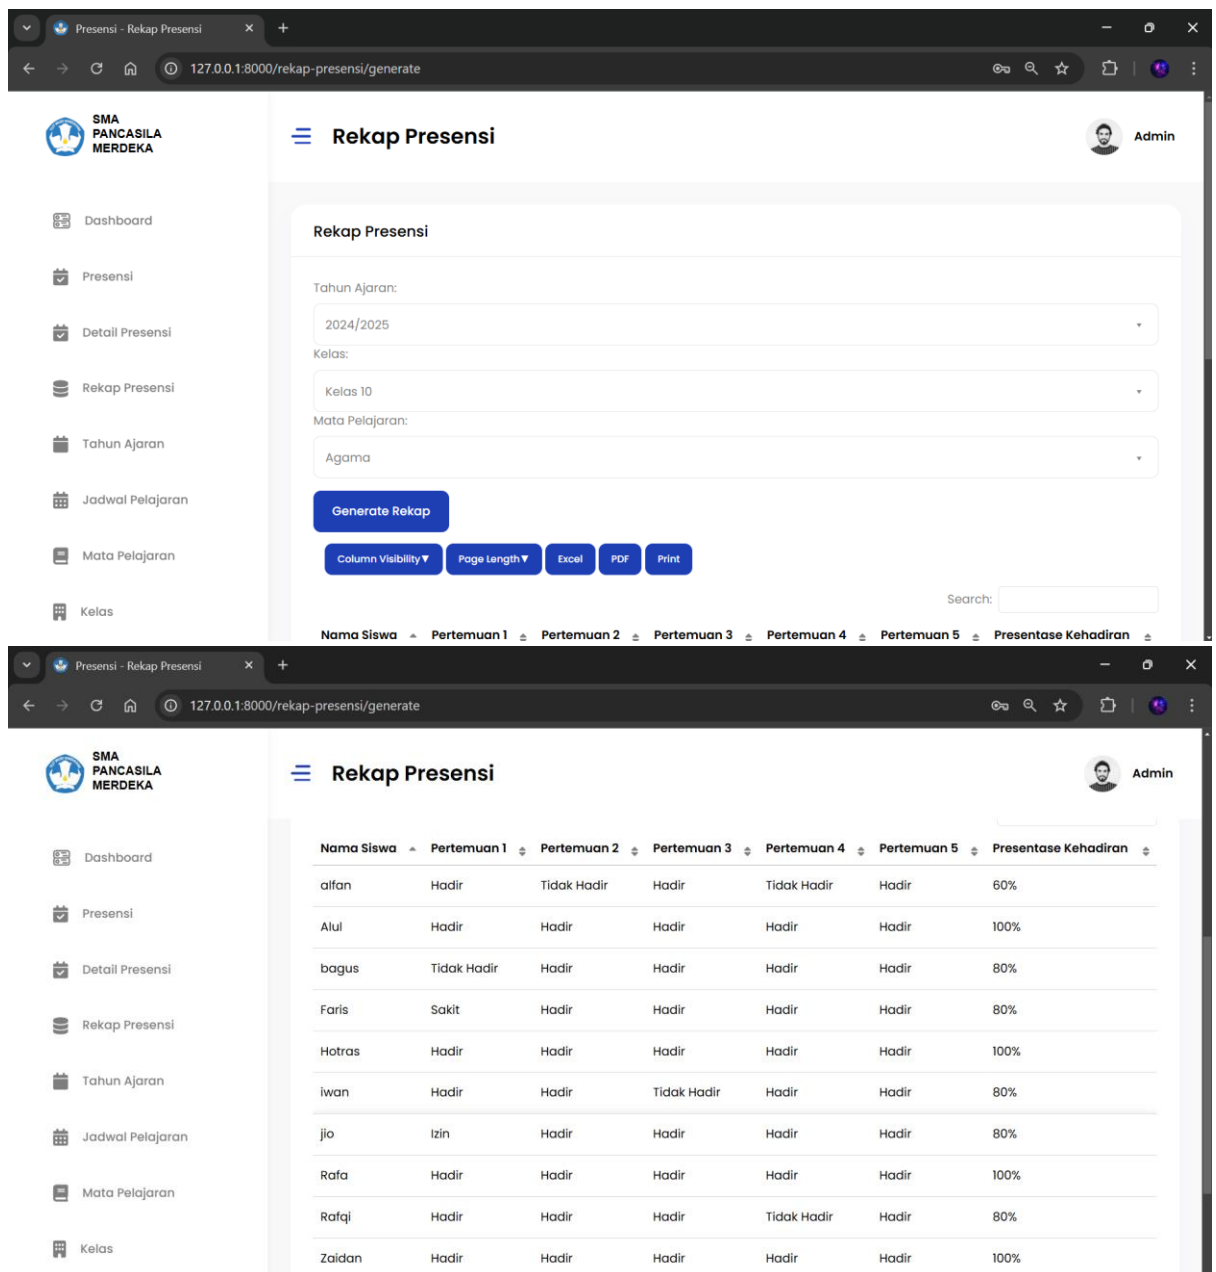 Presensi - Rekap Presensi
127.0.0.1:8000/rekap-presensi/generate
SMA
PANCASILA
MERDEKA
Rekap Presensi
Admin
Dashboard
Presensi
Detail Presensi
Rekap Presensi
Tahun Ajaran
Jadwal Pelajaran
Mata Pelajaran
Kelas
Rekap Presensi
Tahun Ajaran:
2024/2025
Kelas:
Kelas 10
Mata Pelajaran:
Agama
Generate Rekap
Column Visibility▼ Page Length▼ Excel PDF Print
Search:
Nama Siswa Pertemuan 1 Pertemuan 2 Pertemuan 3 Pertemuan 4 Pertemuan 5 Presentase Kehadiran
Presensi - Rekap Presensi
127.0.0.1:8000/rekap-presensi/generate
SMA
PANCASILA
MERDEKA
Rekap Presensi
Admin
Dashboard
Presensi
Detail Presensi
Rekap Presensi
Tahun Ajaran
Jadwal Pelajaran
Mata Pelajaran
Kelas
Nama Siswa Pertemuan 1 Pertemuan 2 Pertemuan 3 Pertemuan 4 Pertemuan 5 Presentase Kehadiran
alfan Hadir Tidak Hadir Hadir Tidak Hadir Hadir 60%
Alul Hadir Hadir Hadir Hadir Hadir 100%
bagus Tidak Hadir Hadir Hadir Hadir Hadir 80%
Faris Sakit Hadir Hadir Hadir Hadir 80%
Hotras Hadir Hadir Hadir Hadir Hadir 100%
iwan Hadir Hadir Tidak Hadir Hadir Hadir 80%
jio Izin Hadir Hadir Hadir Hadir 80%
Rafa Hadir Hadir Hadir Hadir Hadir 100%
Rafqi Hadir Hadir Hadir Tidak Hadir Hadir 80%
Zaidan Hadir Hadir Hadir Hadir Hadir 100%